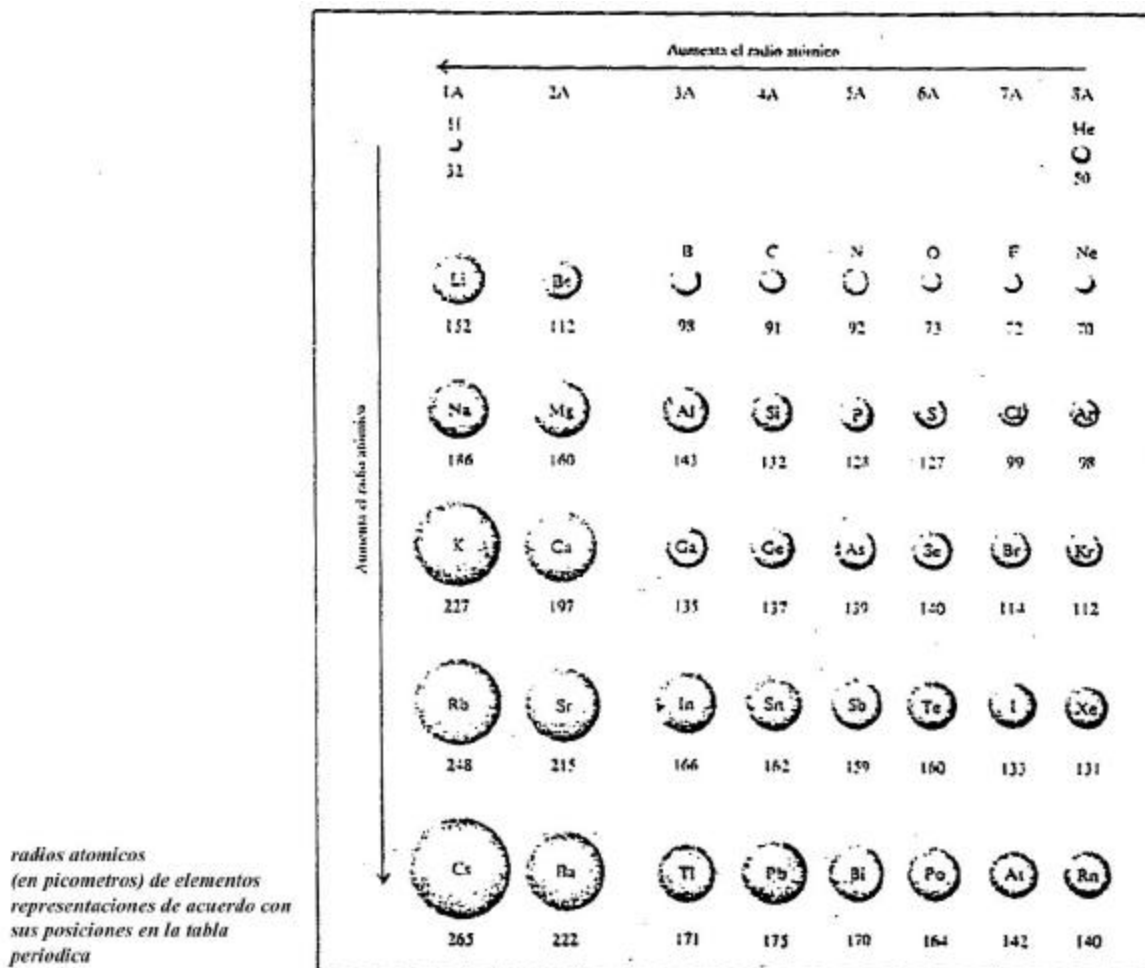 Aumenta el radio atómico
1A 2A 3A 4A 5A 6A 7A 8A
H He
32 50
B C N O F Ne
Li Be
152 112 98 91 92 73 72 70
Na Mg Al Si P S Cl Ar
186 160 143 132 128 127 99 98
Aumenta el radio atómico
K Ca Ga Ge As Se Br Kr
227 197 135 137 139 140 114 112
Rb Sr In Sn Sb Te I Xe
248 215 166 162 159 160 133 131
Cs Ba Tl Pb Bi Po At Rn
265 222 171 175 170 164 142 140
radios atomicos
(en picometros) de elementos
representaciones de acuerdo con
sus posiciones en la tabla
periodica